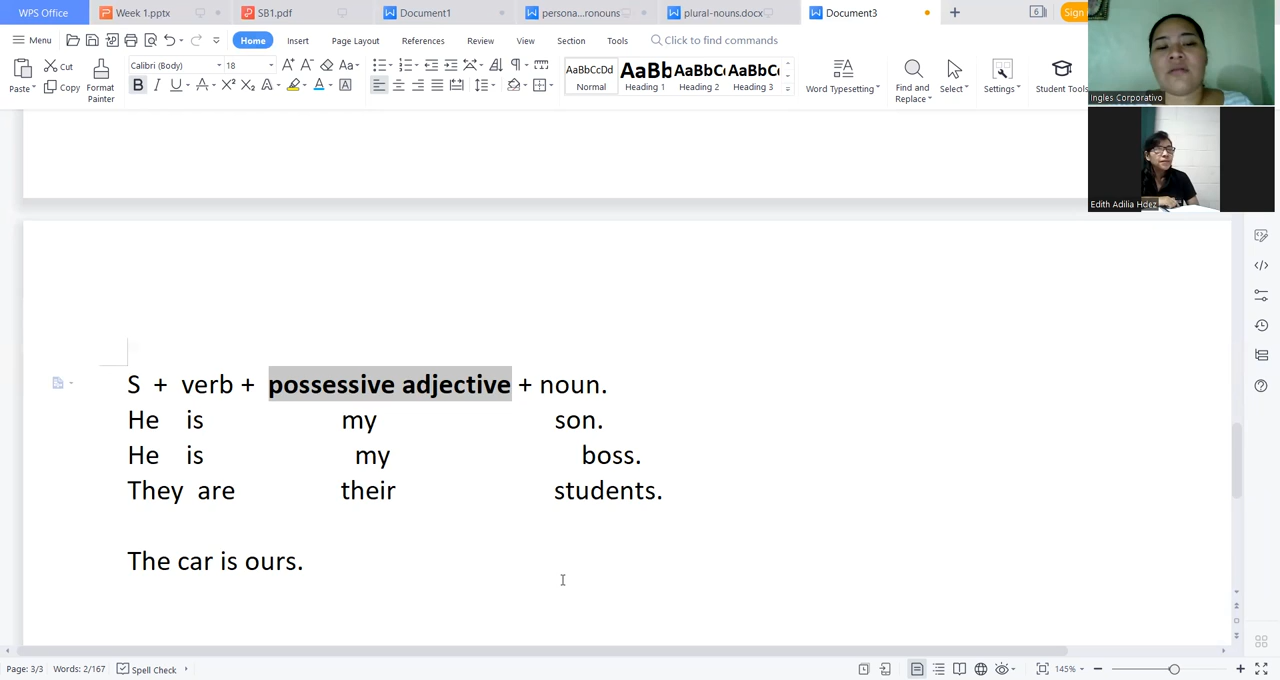 WPS Office Week 1.pptx SB1.pdf Document1 persona...ronouns plural-nouns.docx Document3 + 6 Sign
Menu Home Insert Page Layout References Review View Section Tools Click to find commands
Paste Cut Copy Format Painter Calibri (Body) 18 AaBbCcDd Normal AaBb Heading 1 AaBbC Heading 2 AaBbC Heading 3 Word Typesetting Find and Replace Select Settings Student Tools
Ingles Corporativo
Edith Adilia Hdez
S + verb + possessive adjective + noun.
He is my son.
He is my boss.
They are their students.
The car is ours.
Page: 3/3 Words: 2/167 Spell Check 145%